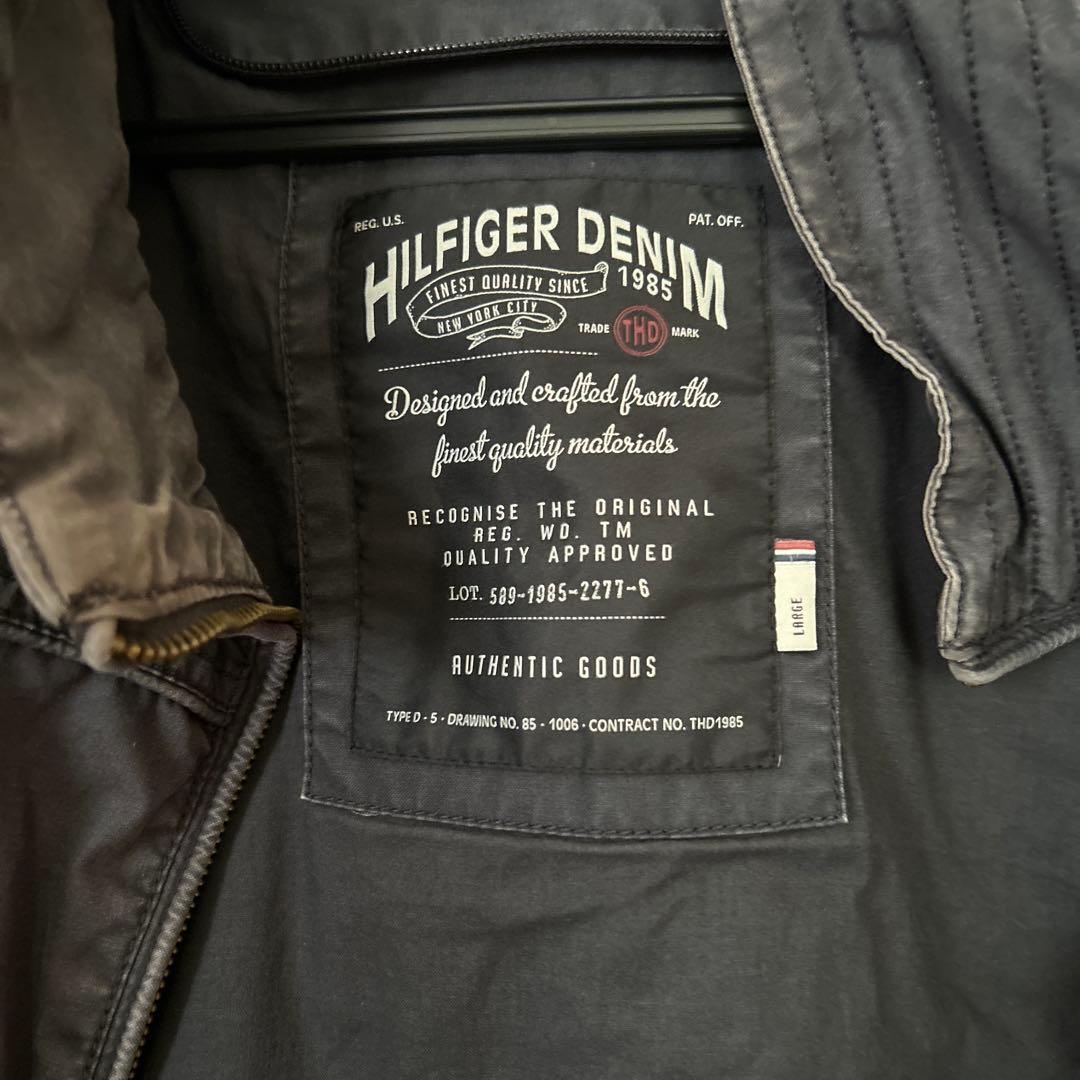 REG. U.S. PAT. OFF.
HILFIGER DENIM
FINEST QUALITY SINCE 1985
NEW YORK CITY
TRADE THD MARK
Designed and crafted from the
finest quality materials
RECOGNISE THE ORIGINAL
REG. WD. TM
QUALITY APPROVED
LOT. 589-1985-2277-6
AUTHENTIC GOODS
TYPE D - 5 · DRAWING NO. 85 - 1006 · CONTRACT NO. THD1985
LARGE